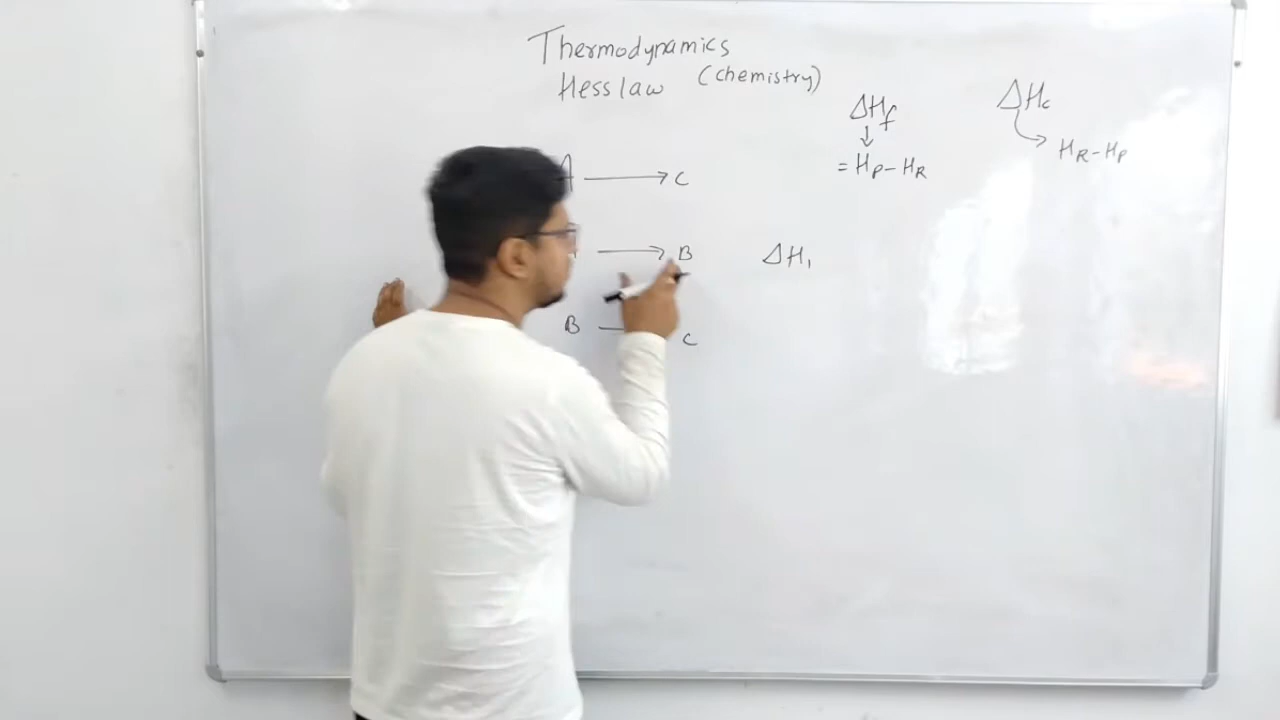 Thermodynamics
Hess law (chemistry)
ΔHf
↓
= HP - HR
ΔHc
HR - HP
A → C
→ B ΔH1
B – C